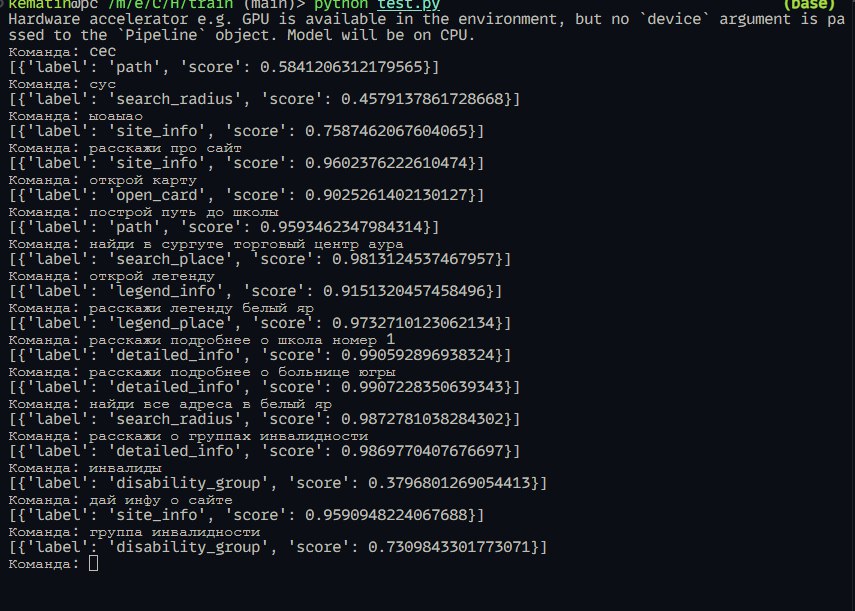 kematin@pc /m/e/C/H/train (main)> python test.py (base)
Hardware accelerator e.g. GPU is available in the environment, but no `device` argument is pa
ssed to the `Pipeline` object. Model will be on CPU.
Команда: сес
[{'label': 'path', 'score': 0.5841206312179565}]
Команда: сус
[{'label': 'search_radius', 'score': 0.4579137861728668}]
Команда: ыоаыао
[{'label': 'site_info', 'score': 0.7587462067604065}]
Команда: расскажи про сайт
[{'label': 'site_info', 'score': 0.9602376222610474}]
Команда: открой карту
[{'label': 'open_card', 'score': 0.9025261402130127}]
Команда: построй путь до школы
[{'label': 'path', 'score': 0.9593462347984314}]
Команда: найди в сургуте торговый центр аура
[{'label': 'search_place', 'score': 0.9813124537467957}]
Команда: открой легенду
[{'label': 'legend_info', 'score': 0.9151320457458496}]
Команда: расскажи легенду белый яр
[{'label': 'legend_place', 'score': 0.9732710123062134}]
Команда: расскажи подробнее о школа номер 1
[{'label': 'detailed_info', 'score': 0.990592896938324}]
Команда: расскажи подробнее о больнице югры
[{'label': 'detailed_info', 'score': 0.9907228350639343}]
Команда: найди все адреса в белый яр
[{'label': 'search_radius', 'score': 0.9872781038284302}]
Команда: расскажи о группах инвалидности
[{'label': 'detailed_info', 'score': 0.9869770407676697}]
Команда: инвалиды
[{'label': 'disability_group', 'score': 0.3796801269054413}]
Команда: дай инфу о сайте
[{'label': 'site_info', 'score': 0.9590948224067688}]
Команда: группа инвалидности
[{'label': 'disability_group', 'score': 0.7309843301773071}]
Команда: